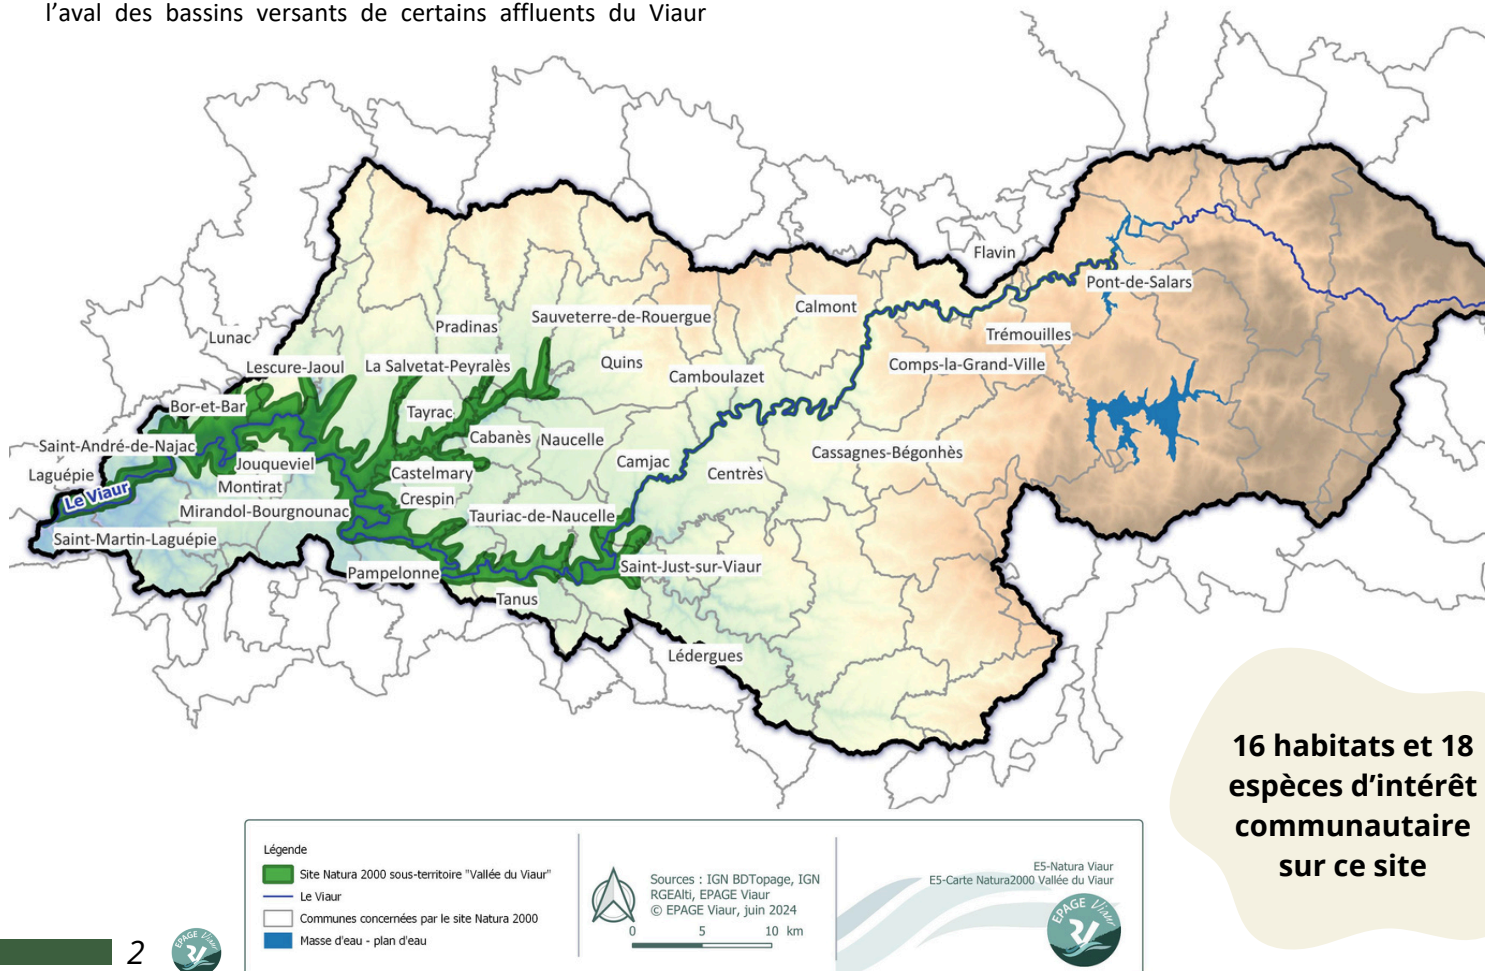 l’aval des bassins versants de certains affluents du Viaur
Flavin
Pont-de-Salars
Calmont
Sauveterre-de-Rouergue
Pradinas
Trémouilles
Lunac
Quins
Lescure-Jaoul
La Salvetat-Peyralès
Comps-la-Grand-Ville
Camboulazet
Bor-et-Bar
Tayrac
Cabanès
Naucelle
Saint-André-de-Najac
Cassagnes-Bégonhès
Jouqueviel
Camjac
Laguépie
Castelmary
Centrès
Montirat
Le Viaur
Crespin
Mirandol-Bourgnounac
Tauriac-de-Naucelle
Saint-Martin-Laguépie
Saint-Just-sur-Viaur
Pampelonne
Tanus
Lédergues
16 habitats et 18
espèces d’intérêt
communautaire
sur ce site
Légende
Site Natura 2000 sous-territoire "Vallée du Viaur"
Le Viaur
Communes concernées par le site Natura 2000
Masse d'eau - plan d'eau
Sources : IGN BDTopage, IGN
RGEAlti, EPAGE Viaur
© EPAGE Viaur, juin 2024
0 5 10 km
E5-Natura Viaur
E5-Carte Natura2000 Vallée du Viaur
EPAGE Viaur
2
EPAGE Viaur